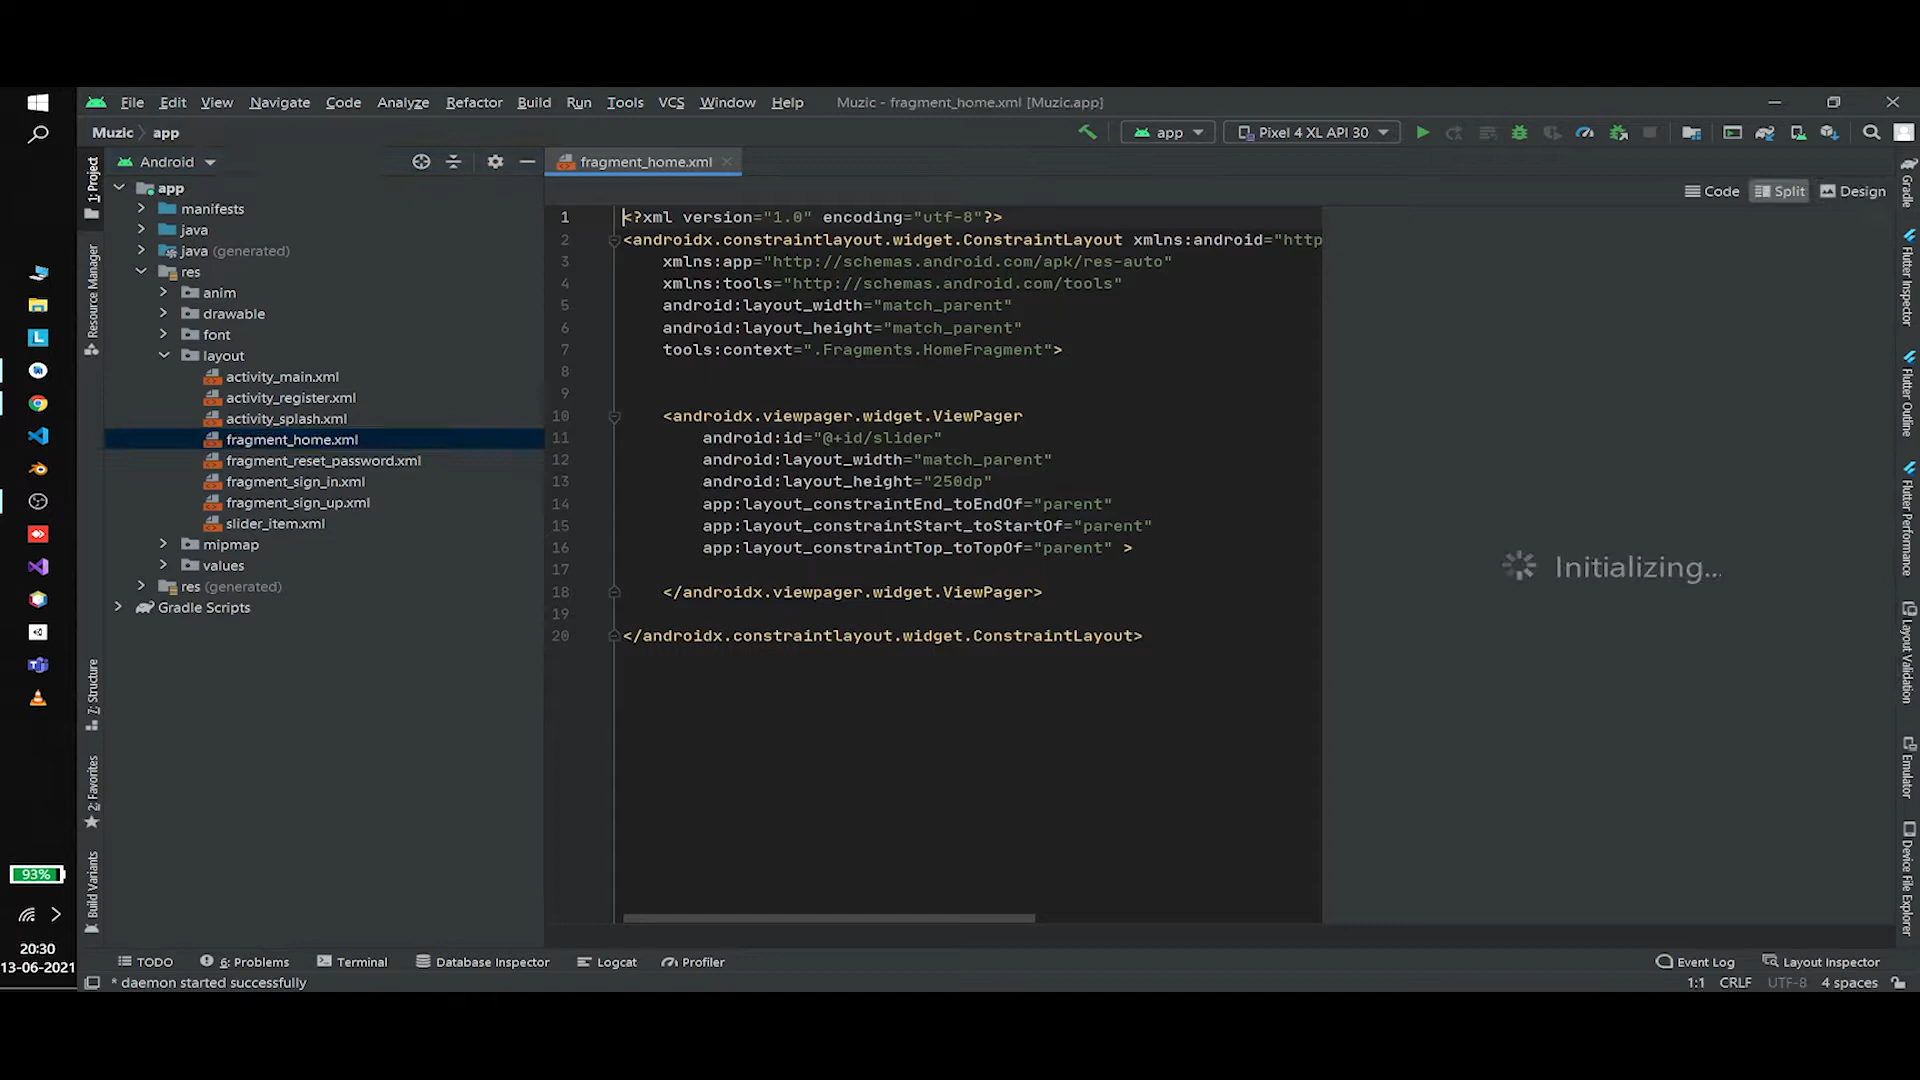 File Edit View Navigate Code Analyze Refactor Build Run Tools VCS Window Help Muzic - fragment_home.xml [Muzic.app]
Muzic app
app Pixel 4 XL API 30
1: Project
Resource Manager
7: Structure
2: Favorites
Build Variants
Android
app
manifests
java
java (generated)
res
anim
drawable
font
layout
activity_main.xml
activity_register.xml
activity_splash.xml
fragment_home.xml
fragment_reset_password.xml
fragment_sign_in.xml
fragment_sign_up.xml
slider_item.xml
mipmap
values
res (generated)
Gradle Scripts
fragment_home.xml
Code Split Design
1 <?xml version="1.0" encoding="utf-8"?>
2 <androidx.constraintlayout.widget.ConstraintLayout xmlns:android="http
3 xmlns:app="http://schemas.android.com/apk/res-auto"
4 xmlns:tools="http://schemas.android.com/tools"
5 android:layout_width="match_parent"
6 android:layout_height="match_parent"
7 tools:context=".Fragments.HomeFragment">
8
9
10 <androidx.viewpager.widget.ViewPager
11 android:id="@+id/slider"
12 android:layout_width="match_parent"
13 android:layout_height="250dp"
14 app:layout_constraintEnd_toEndOf="parent"
15 app:layout_constraintStart_toStartOf="parent"
16 app:layout_constraintTop_toTopOf="parent" >
17
18 </androidx.viewpager.widget.ViewPager>
19
20 </androidx.constraintlayout.widget.ConstraintLayout>
Initializing...
Gradle
Flutter Inspector
Flutter Outline
Flutter Performance
Layout Validation
Emulator
Device File Explorer
93%
20:30
13-06-2021
TODO 6: Problems Terminal Database Inspector Logcat Profiler Event Log Layout Inspector
* daemon started successfully 1:1 CRLF UTF-8 4 spaces